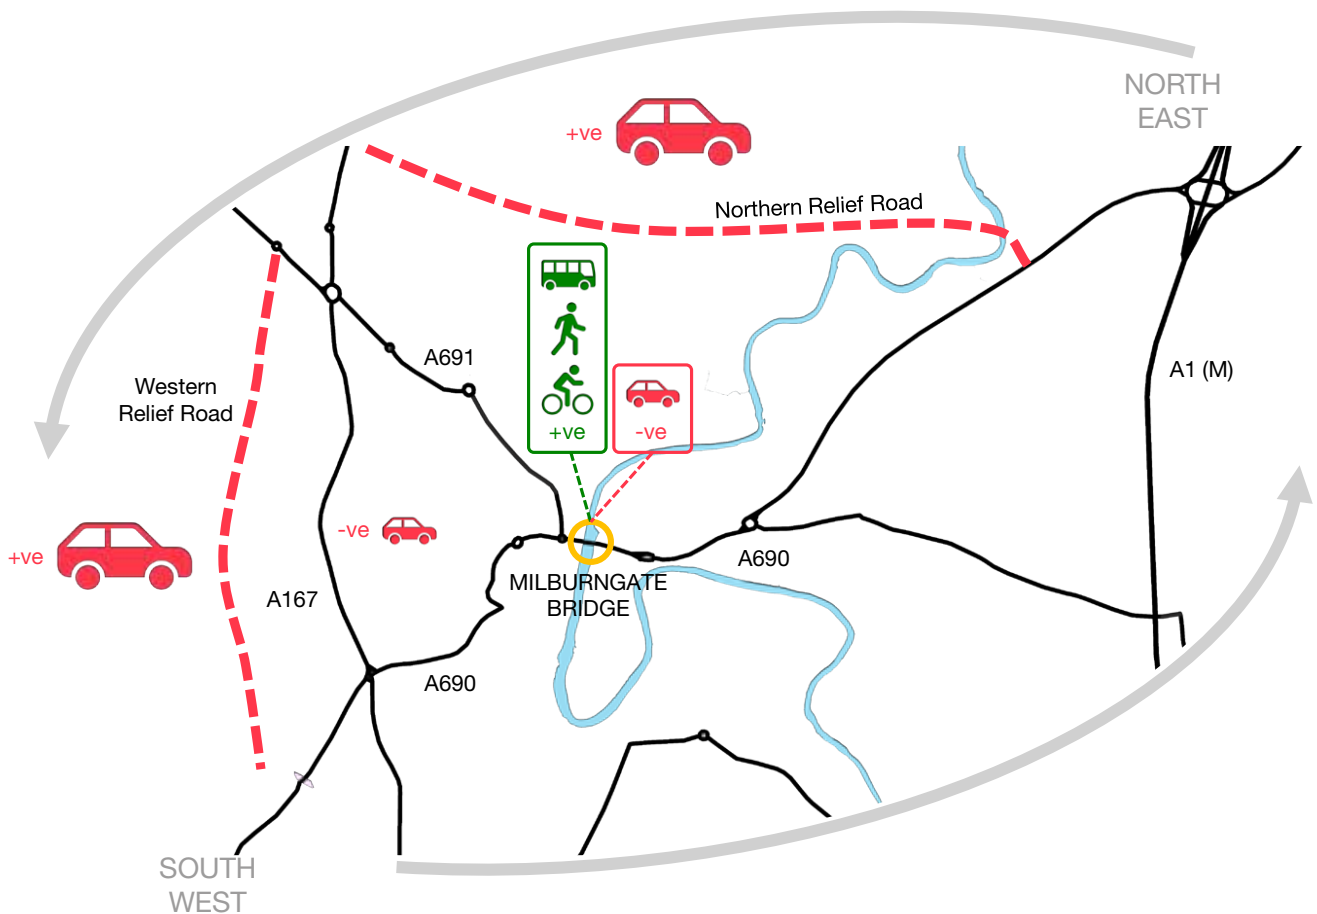 NORTH
EAST
+ve
Northern Relief Road
A691
A1 (M)
Western
Relief Road
+ve
-ve
-ve
+ve
A690
MILBURNGATE
BRIDGE
A167
A690
SOUTH
WEST